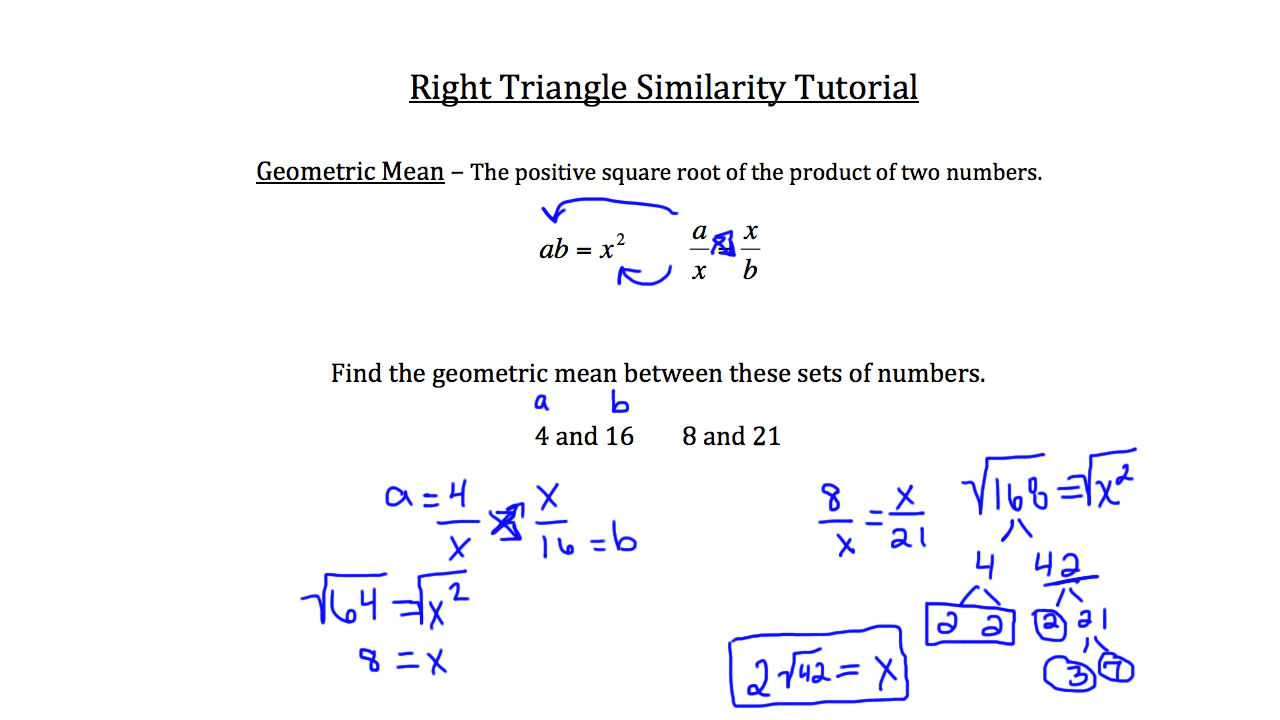 Right Triangle Similarity Tutorial
Geometric Mean – The positive square root of the product of two numbers.
ab = x² a/x = x/b
Find the geometric mean between these sets of numbers.
a b
4 and 16 8 and 21
a = 4/x x/16 = b
√64 = √x²
8 = x
8/x = x/21
√168 = √x²
4 42
2 2 2 21
3 7
2√42 = x